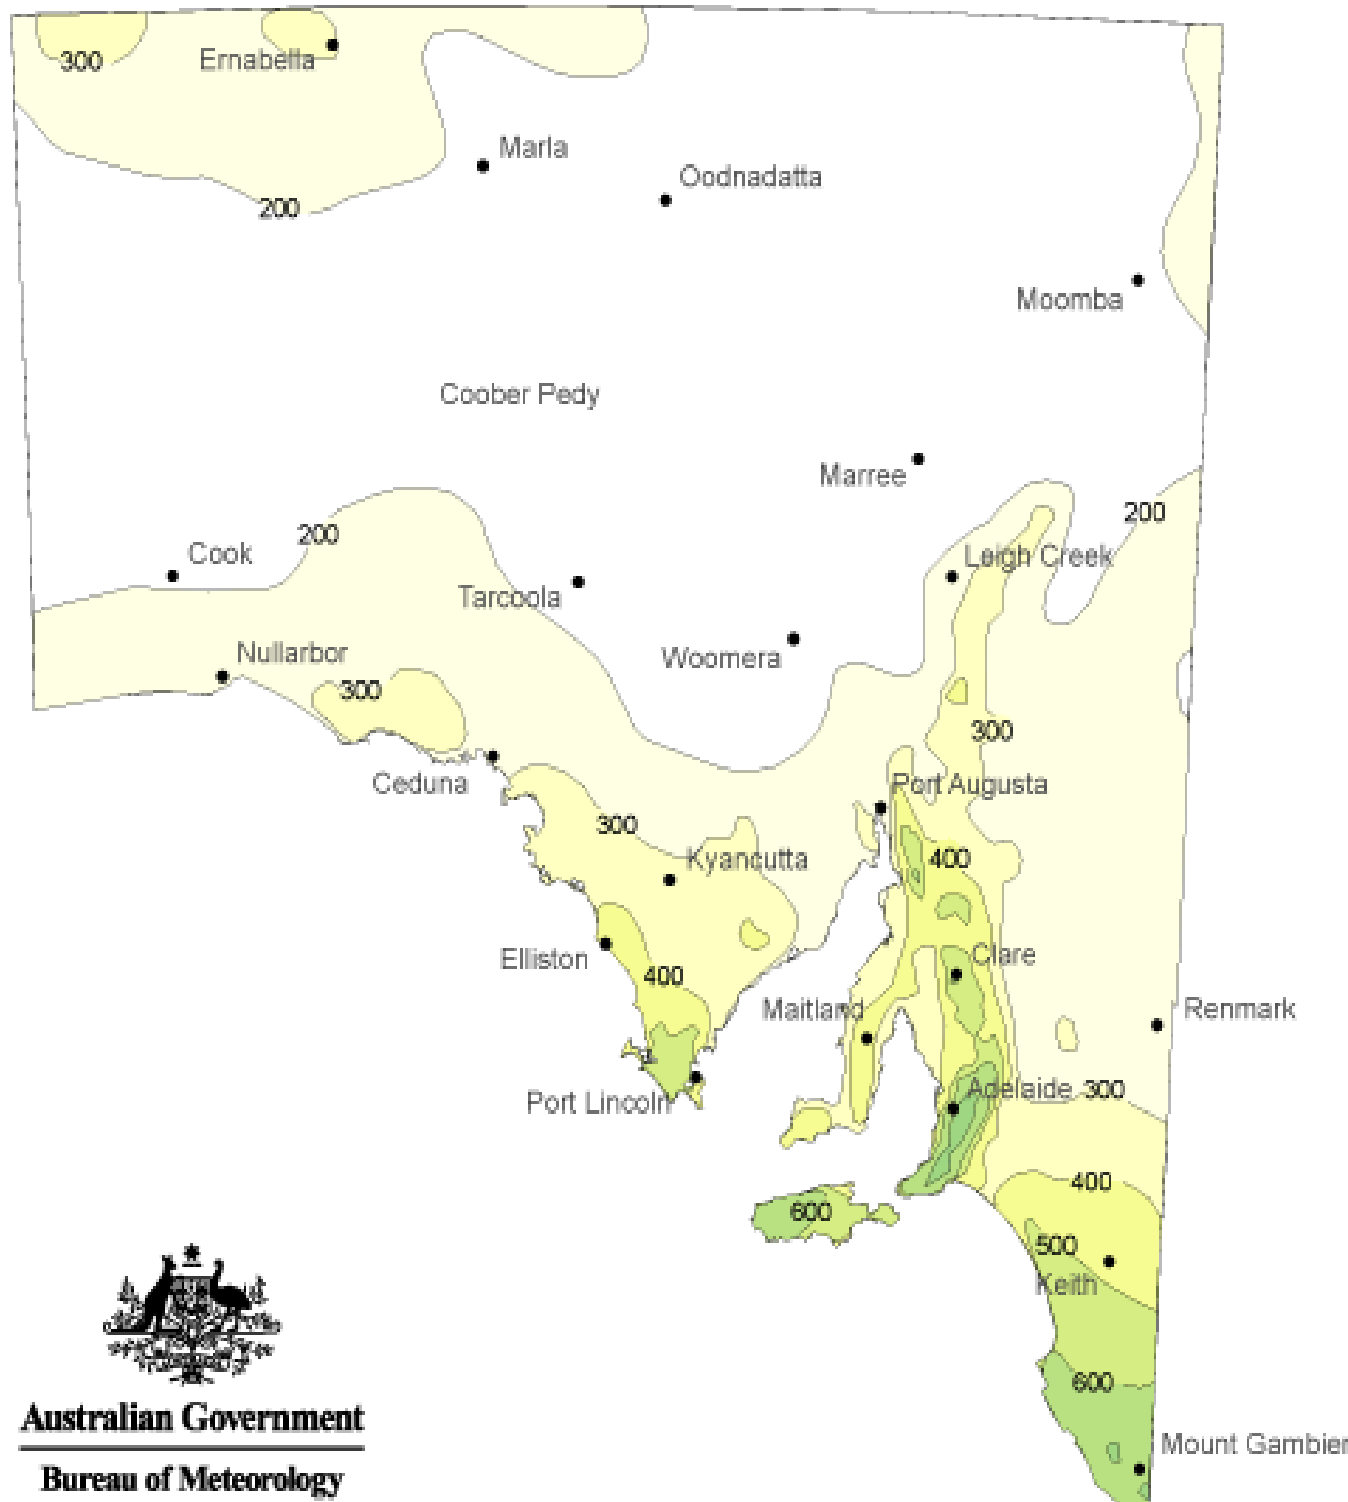 300
Ernabella
Marla
Oodnadatta
200
Moomba
Coober Pedy
Marree
200
200
Cook
Leigh Creek
Tarcoola
Nullarbor
Woomera
300
300
Ceduna
Port Augusta
300
Kyancutta
400
Elliston
400
Clare
Maitland
Renmark
Port Lincoln
Adelaide
300
400
600
500
Keith
600
Mount Gambier
Australian Government
Bureau of Meteorology